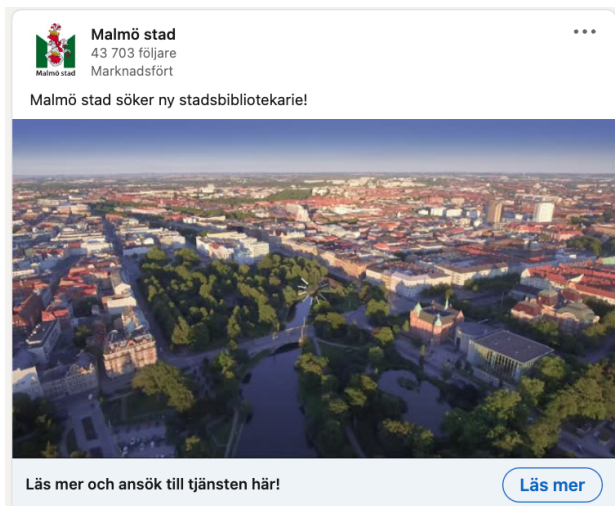 Malmö stad
43 703 följare
Marknadsfört
Malmö stad
Malmö stad söker ny stadsbibliotekarie!
Läs mer och ansök till tjänsten här!
Läs mer